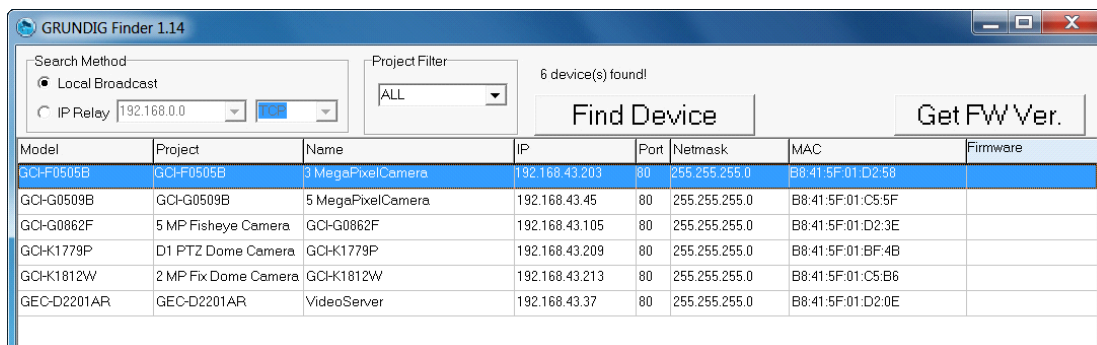 GRUNDIG Finder 1.14
Search Method
Local Broadcast
IP Relay 192.168.0.0 TCP
Project Filter
ALL
6 device(s) found!
Find Device
Get FW Ver.
Model Project Name IP Port Netmask MAC Firmware
GCI-F0505B GCI-F0505B 3 MegaPixelCamera 192.168.43.203 80 255.255.255.0 B8:41:5F:01:D2:58
GCI-G0509B GCI-G0509B 5 MegaPixelCamera 192.168.43.45 80 255.255.255.0 B8:41:5F:01:C5:5F
GCI-G0862F 5 MP Fisheye Camera GCI-G0862F 192.168.43.105 80 255.255.255.0 B8:41:5F:01:D2:3E
GCI-K1779P D1 PTZ Dome Camera GCI-K1779P 192.168.43.209 80 255.255.255.0 B8:41:5F:01:BF:4B
GCI-K1812W 2 MP Fix Dome Camera GCI-K1812W 192.168.43.213 80 255.255.255.0 B8:41:5F:01:C5:B6
GEC-D2201AR GEC-D2201AR VideoServer 192.168.43.37 80 255.255.255.0 B8:41:5F:01:D2:0E